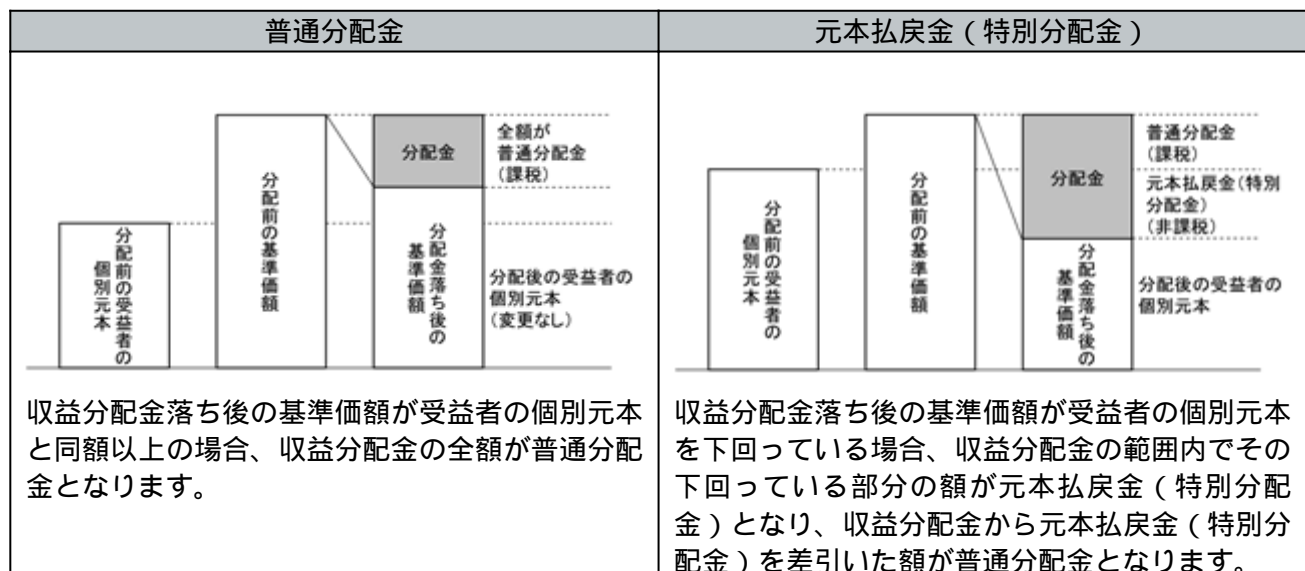 普通分配金
分配前の受益者の
個別元本
分配前の基準価額
分配金
分配金落ち後の
基準価額
全額が
普通分配金
(課税)
分配後の受益者の
個別元本
(変更なし)
収益分配金落ち後の基準価額が受益者の個別元本
と同額以上の場合、収益分配金の全額が普通分配
金となります。
元本払戻金（特別分配金）
分配前の受益者の
個別元本
分配前の基準価額
分配金
分配金落ち後の
基準価額
普通分配金
(課税)
元本払戻金(特別
分配金)
(非課税)
分配後の受益者の
個別元本
収益分配金落ち後の基準価額が受益者の個別元本
を下回っている場合、収益分配金の範囲内でその
下回っている部分の額が元本払戻金（特別分配
金）となり、収益分配金から元本払戻金（特別分
配金）を差引いた額が普通分配金となります。